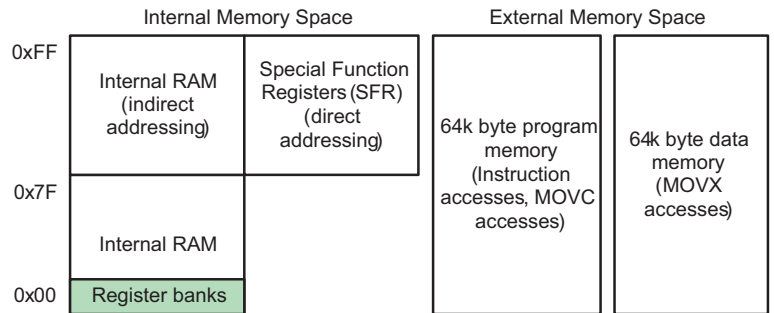 Internal Memory Space
External Memory Space
0xFF
Internal RAM
(indirect
addressing)
Special Function
Registers (SFR)
(direct
addressing)
64k byte program
memory
(Instruction
accesses, MOVC
accesses)
64k byte data
memory
(MOVX
accesses)
0x7F
Internal RAM
0x00
Register banks